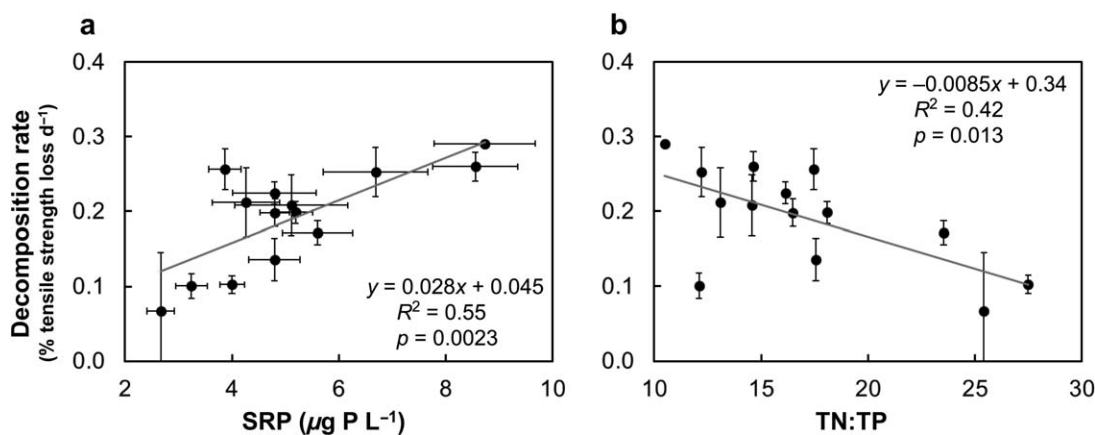 a
b
Decomposition rate
(% tensile strength loss d⁻¹)
0.4
0.3
0.2
0.1
0.0
y = 0.028x + 0.045
R² = 0.55
p = 0.0023
2
4
6
8
10
SRP (µg P L⁻¹)
0.4
0.3
0.2
0.1
0.0
y = –0.0085x + 0.34
R² = 0.42
p = 0.013
10
15
20
25
30
TN:TP